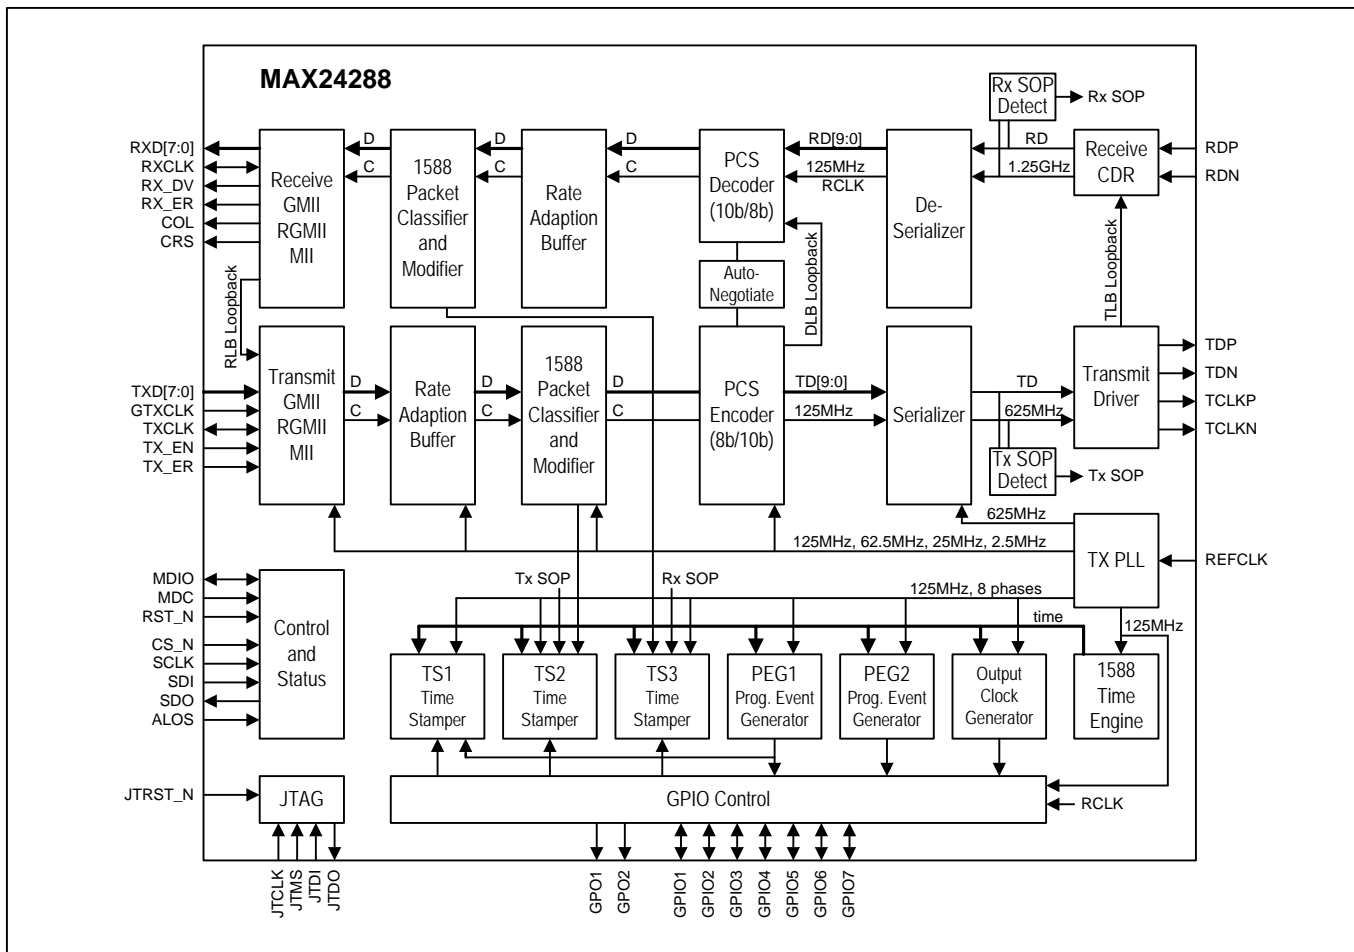 MAX24288
Rx SOP
Detect
Rx SOP
RXD[7:0]
RXCLK
RX_DV
RX_ER
COL
CRS
Receive
GMII
RGMII
MII
D
C
1588
Packet
Classifier
and
Modifier
D
C
Rate
Adaption
Buffer
D
C
PCS
Decoder
(10b/8b)
RD[9:0]
125MHz
RCLK
De-
Serializer
RD
1.25GHz
Receive
CDR
RDP
RDN
Auto-
Negotiate
RLB Loopback
DLB Loopback
TLB Loopback
TXD[7:0]
GTXCLK
TXCLK
TX_EN
TX_ER
Transmit
GMII
RGMII
MII
D
C
Rate
Adaption
Buffer
D
C
1588
Packet
Classifier
and
Modifier
D
C
PCS
Encoder
(8b/10b)
TD[9:0]
125MHz
Serializer
TD
625MHz
Transmit
Driver
TDP
TDN
TCLKP
TCLKN
Tx SOP
Detect
Tx SOP
625MHz
125MHz, 62.5MHz, 25MHz, 2.5MHz
TX PLL
REFCLK
MDIO
MDC
RST_N
CS_N
SCLK
SDI
SDO
ALOS
Control
and
Status
Tx SOP
Rx SOP
125MHz, 8 phases
time
125MHz
TS1
Time
Stamper
TS2
Time
Stamper
TS3
Time
Stamper
PEG1
Prog. Event
Generator
PEG2
Prog. Event
Generator
Output
Clock
Generator
1588
Time
Engine
JTRST_N
JTAG
GPIO Control
RCLK
JTCLK
JTMS
JTDI
JTDO
GPO1
GPO2
GPIO1
GPIO2
GPIO3
GPIO4
GPIO5
GPIO6
GPIO7